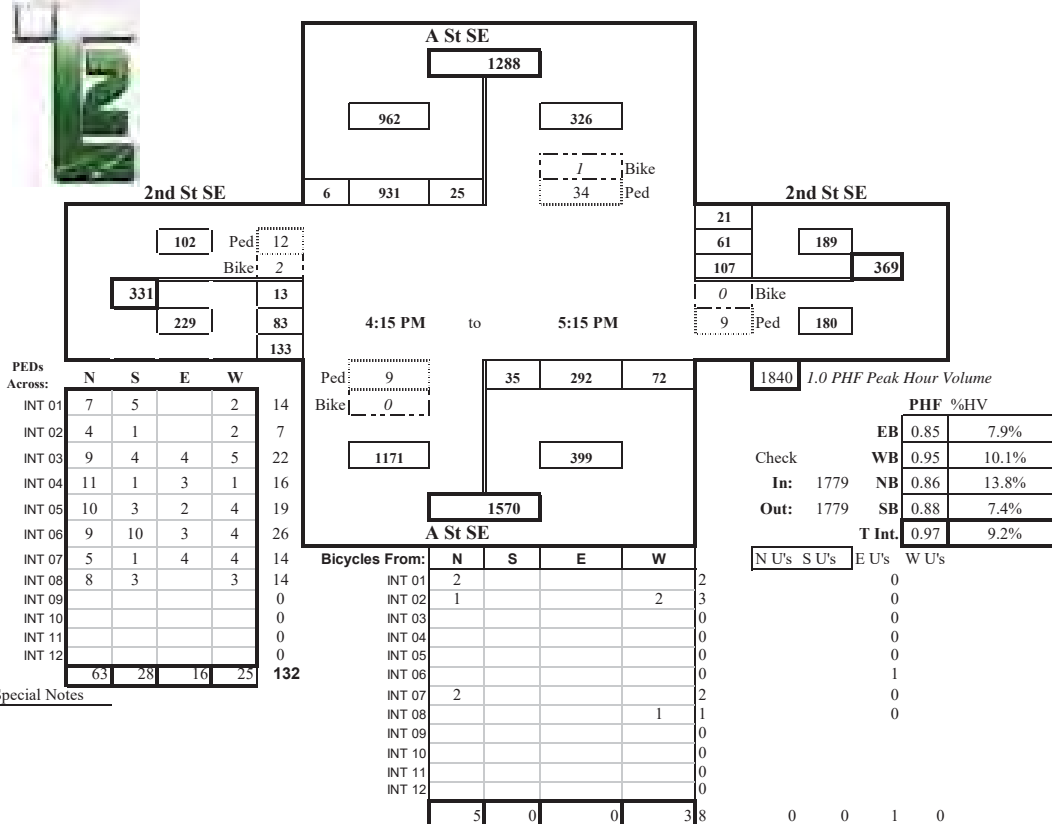 A St SE
1288
962 326
1 Bike
34 Ped
6 931 25
2nd St SE 2nd St SE
21
102 Ped 12 61 189
Bike 2 107 369
331 13 0 Bike
229 83 4:15 PM to 5:15 PM 9 Ped 180
133
PEDs
Across: N S E W
Ped 9 35 292 72 1840 1.0 PHF Peak Hour Volume
INT 01 7 5 2 14 Bike 0 PHF %HV
INT 02 4 1 2 7 EB 0.85 7.9%
INT 03 9 4 4 5 22 1171 399 Check WB 0.95 10.1%
INT 04 11 1 3 1 16 In: 1779 NB 0.86 13.8%
INT 05 10 3 2 4 19 1570 Out: 1779 SB 0.88 7.4%
INT 06 9 10 3 4 26 A St SE T Int. 0.97 9.2%
INT 07 5 1 4 4 14 Bicycles From: N S E W N U's S U's E U's W U's
INT 08 8 3 3 14 INT 01 2 2 0
INT 09 0 INT 02 1 2 3 0
INT 10 0 INT 03 0 0
INT 11 0 INT 04 0 0
INT 12 0 INT 05 0 0
63 28 16 25 132 INT 06 0 1
Special Notes INT 07 2 2 0
INT 08 1 1 0
INT 09 0
INT 10 0
INT 11 0
INT 12 0
5 0 0 3 8 0 0 1 0